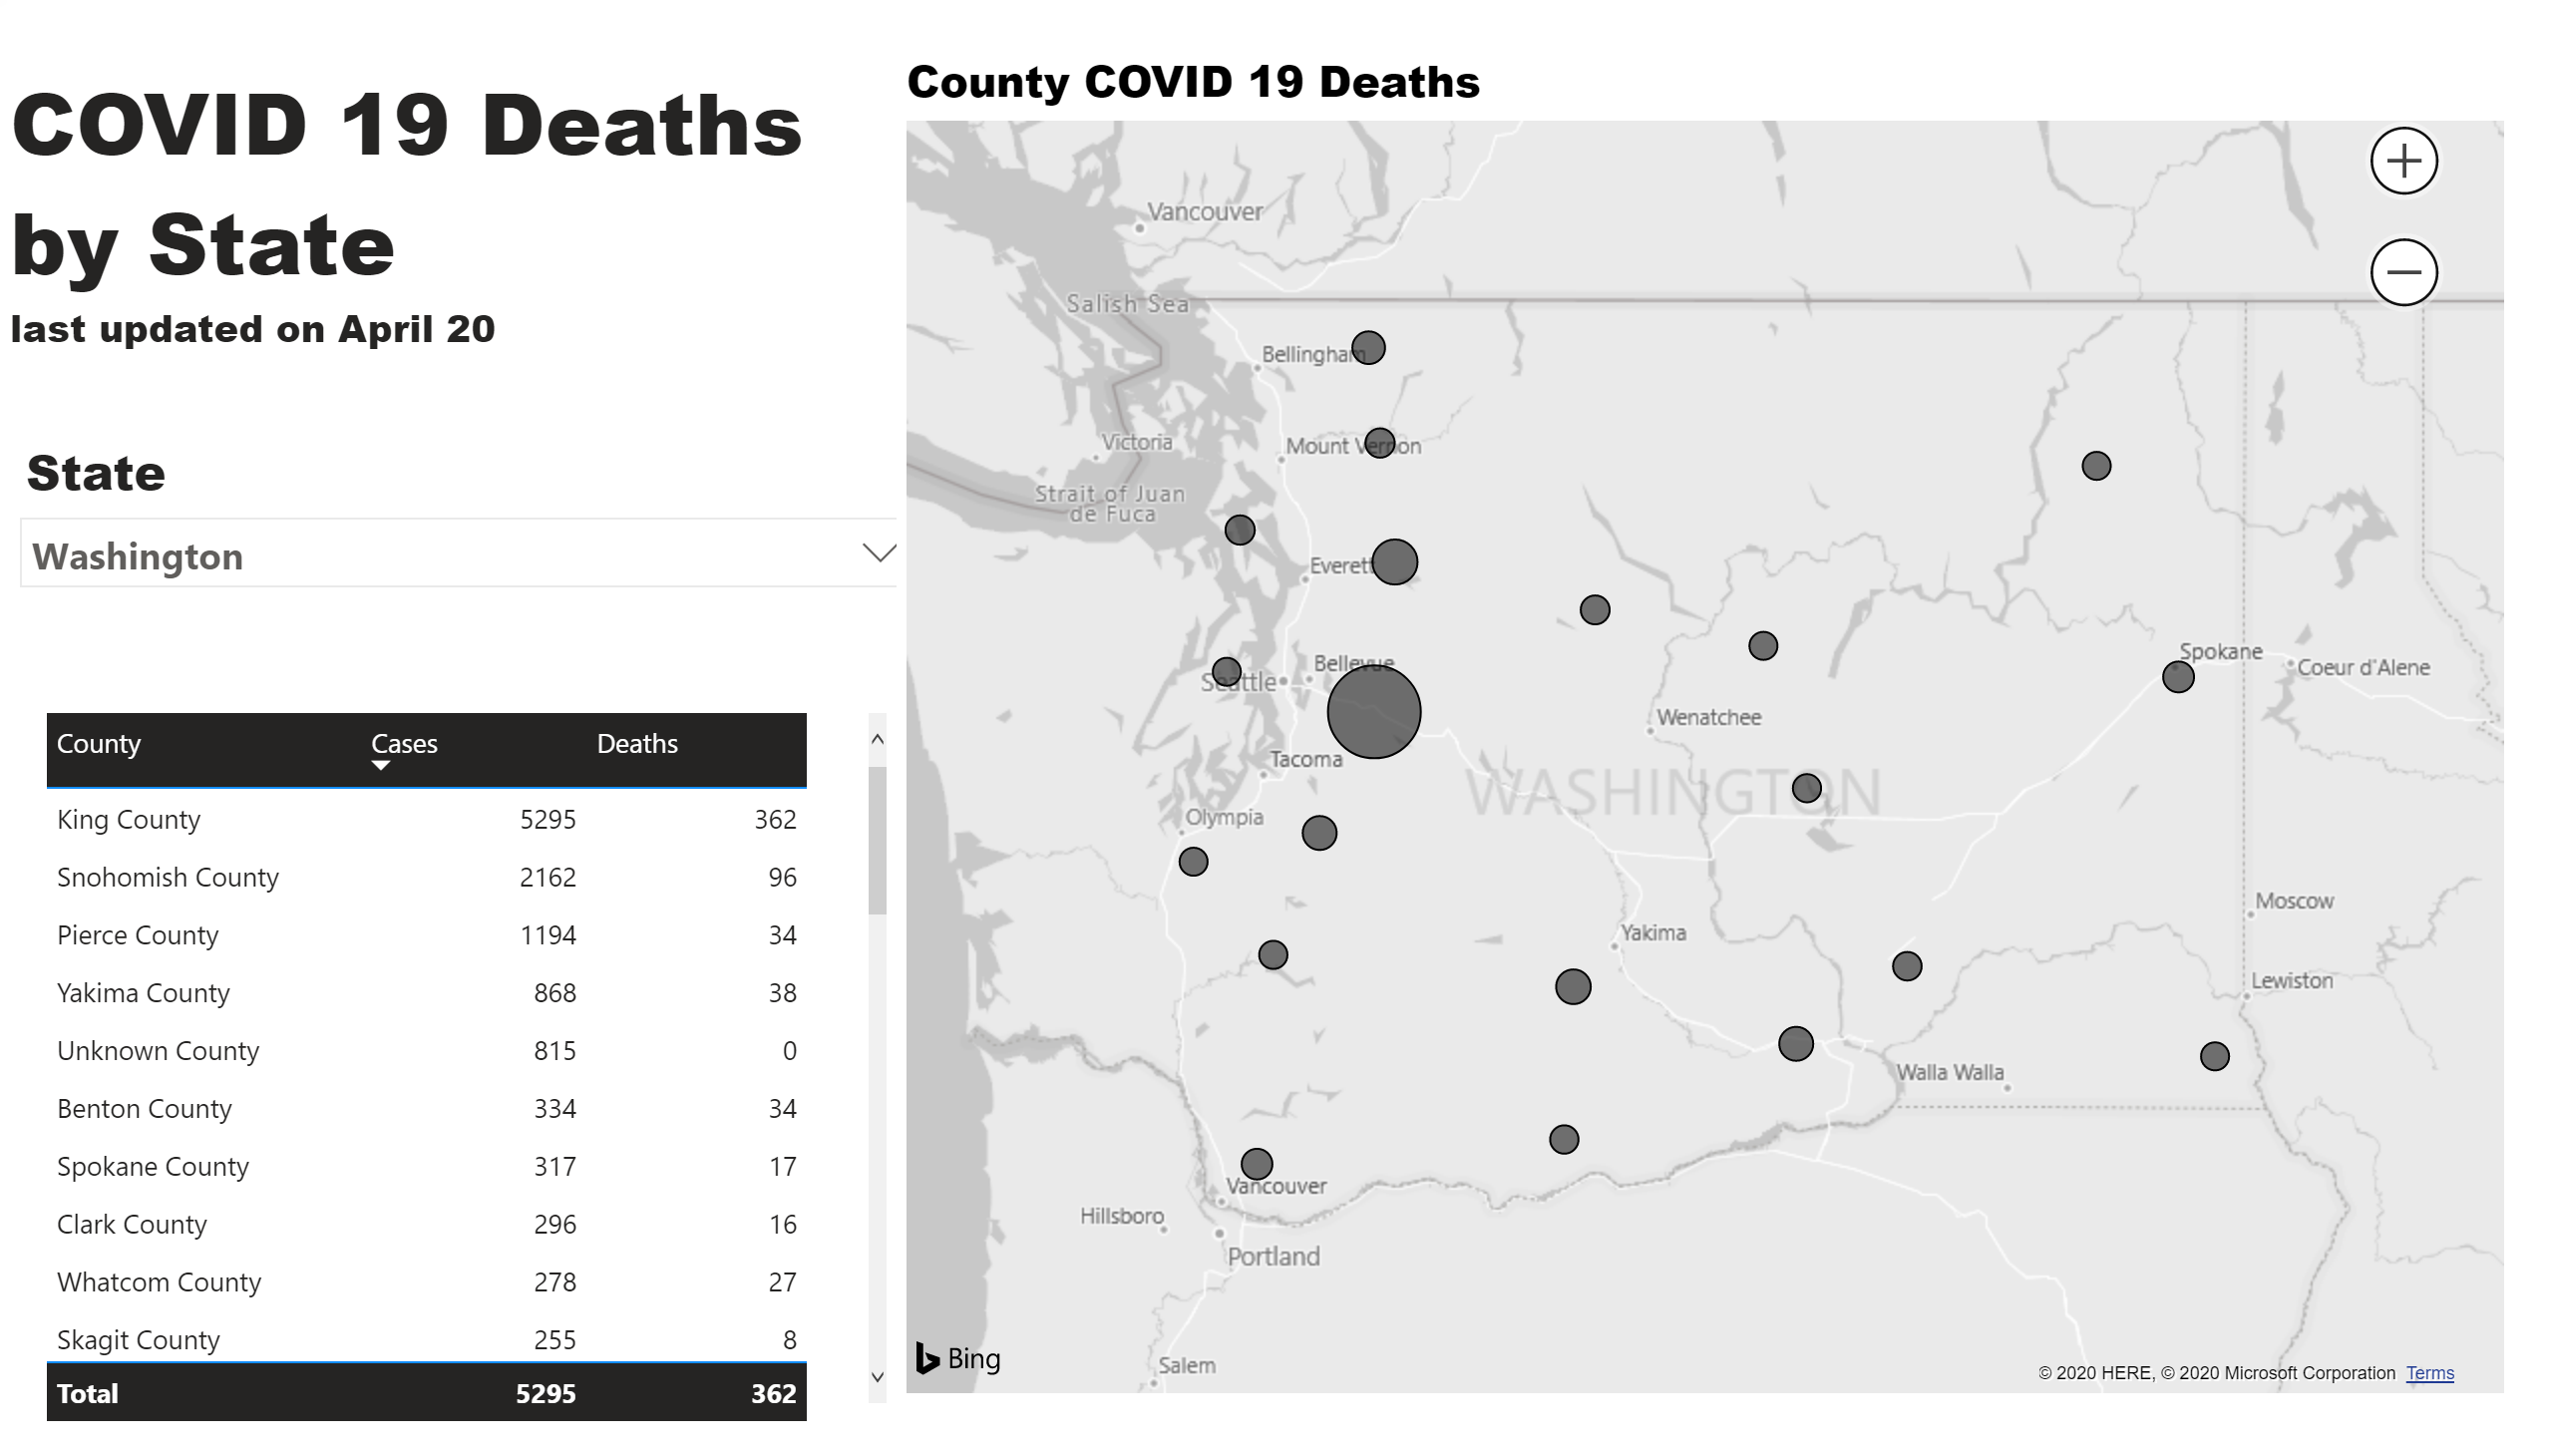 COVID 19 Deaths
by State
last updated on April 20
State
Washington
County Cases Deaths
King County 5295 362
Snohomish County 2162 96
Pierce County 1194 34
Yakima County 868 38
Unknown County 815 0
Benton County 334 34
Spokane County 317 17
Clark County 296 16
Whatcom County 278 27
Skagit County 255 8
Total 5295 362
County COVID 19 Deaths
Vancouver
Salish Sea
Bellingham
Victoria
Mount Vernon
Strait of Juan
de Fuca
Everett
Bellevue
Seattle
Spokane
Coeur d'Alene
Wenatchee
Tacoma
WASHINGTON
Olympia
Moscow
Yakima
Lewiston
Walla Walla
Vancouver
Hillsboro
Portland
Salem
Bing
© 2020 HERE, © 2020 Microsoft Corporation Terms